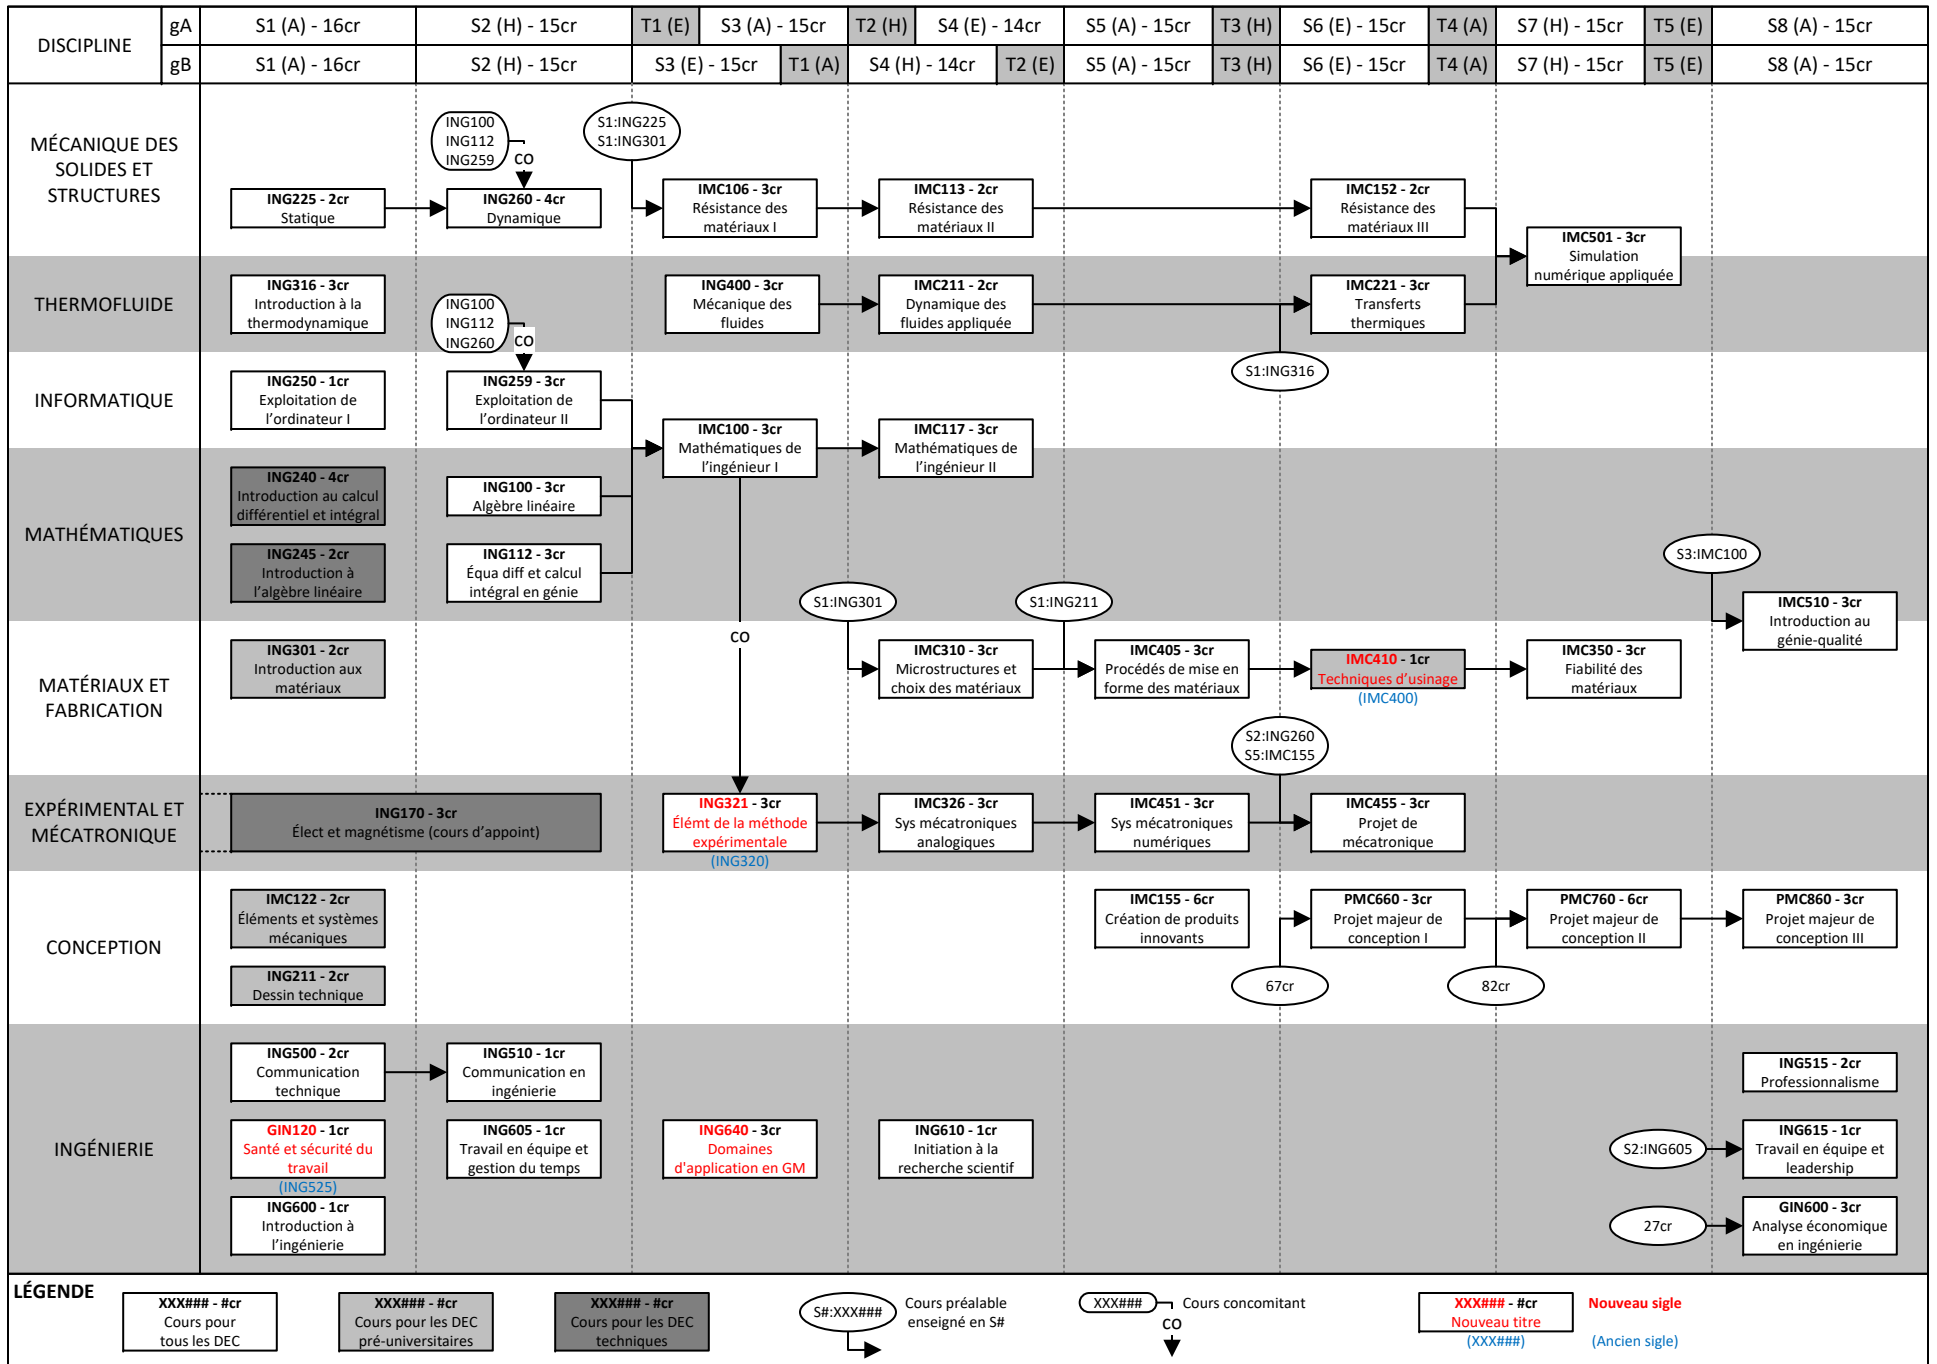 DISCIPLINE
gA
S1 (A) - 16cr
S2 (H) - 15cr
T1 (E)
S3 (A) - 15cr
T2 (H)
S4 (E) - 14cr
S5 (A) - 15cr
T3 (H)
S6 (E) - 15cr
T4 (A)
S7 (H) - 15cr
T5 (E)
S8 (A) - 15cr
gB
S1 (A) - 16cr
S2 (H) - 15cr
S3 (E) - 15cr
T1 (A)
S4 (H) - 14cr
T2 (E)
S5 (A) - 15cr
T3 (H)
S6 (E) - 15cr
T4 (A)
S7 (H) - 15cr
T5 (E)
S8 (A) - 15cr
MÉCANIQUE DES
SOLIDES ET
STRUCTURES
ING225 - 2cr
Statique
ING100
ING112
ING259
CO
ING260 - 4cr
Dynamique
S1:ING225
S1:ING301
IMC106 - 3cr
Résistance des
matériaux I
IMC113 - 2cr
Résistance des
matériaux II
IMC152 - 2cr
Résistance des
matériaux III
IMC501 - 3cr
Simulation
numérique appliquée
THERMOFLUIDE
ING316 - 3cr
Introduction à la
thermodynamique
ING100
ING112
ING260
CO
ING400 - 3cr
Mécanique des
fluides
IMC211 - 2cr
Dynamique des
fluides appliquée
IMC221 - 3cr
Transferts
thermiques
S1:ING316
INFORMATIQUE
ING250 - 1cr
Exploitation de
l’ordinateur I
ING259 - 3cr
Exploitation de
l’ordinateur II
IMC100 - 3cr
Mathématiques de
l’ingénieur I
IMC117 - 3cr
Mathématiques de
l’ingénieur II
MATHÉMATIQUES
ING240 - 4cr
Introduction au calcul
différentiel et intégral
ING100 - 3cr
Algèbre linéaire
ING245 - 2cr
Introduction à
l’algèbre linéaire
ING112 - 3cr
Équa diff et calcul
intégral en génie
S3:IMC100
IMC510 - 3cr
Introduction au
génie-qualité
S1:ING301
S1:ING211
CO
MATÉRIAUX ET
FABRICATION
ING301 - 2cr
Introduction aux
matériaux
IMC310 - 3cr
Microstructures et
choix des matériaux
IMC405 - 3cr
Procédés de mise en
forme des matériaux
IMC410 - 1cr
Techniques d’usinage
(IMC400)
IMC350 - 3cr
Fiabilité des
matériaux
S2:ING260
S5:IMC155
EXPÉRIMENTAL ET
MÉCATRONIQUE
ING170 - 3cr
Élect et magnétisme (cours d’appoint)
ING321 - 3cr
Élémt de la méthode
expérimentale
(ING320)
IMC326 - 3cr
Sys mécatroniques
analogiques
IMC451 - 3cr
Sys mécatroniques
numériques
IMC455 - 3cr
Projet de
mécatronique
CONCEPTION
IMC122 - 2cr
Éléments et systèmes
mécaniques
ING211 - 2cr
Dessin technique
IMC155 - 6cr
Création de produits
innovants
PMC660 - 3cr
Projet majeur de
conception I
PMC760 - 6cr
Projet majeur de
conception II
PMC860 - 3cr
Projet majeur de
conception III
67cr
82cr
INGÉNIERIE
ING500 - 2cr
Communication
technique
ING510 - 1cr
Communication en
ingénierie
ING515 - 2cr
Professionnalisme
GIN120 - 1cr
Santé et sécurité du
travail
(ING525)
ING605 - 1cr
Travail en équipe et
gestion du temps
ING640 - 3cr
Domaines
d'application en GM
ING610 - 1cr
Initiation à la
recherche scientif
S2:ING605
ING615 - 1cr
Travail en équipe et
leadership
ING600 - 1cr
Introduction à
l’ingénierie
27cr
GIN600 - 3cr
Analyse économique
en ingénierie
LÉGENDE
XXX### - #cr
Cours pour
tous les DEC
XXX### - #cr
Cours pour les DEC
pré-universitaires
XXX### - #cr
Cours pour les DEC
techniques
S#:XXX###
Cours préalable
enseigné en S#
XXX###
CO
Cours concomitant
XXX### - #cr
Nouveau titre
(XXX###)
Nouveau sigle
(Ancien sigle)